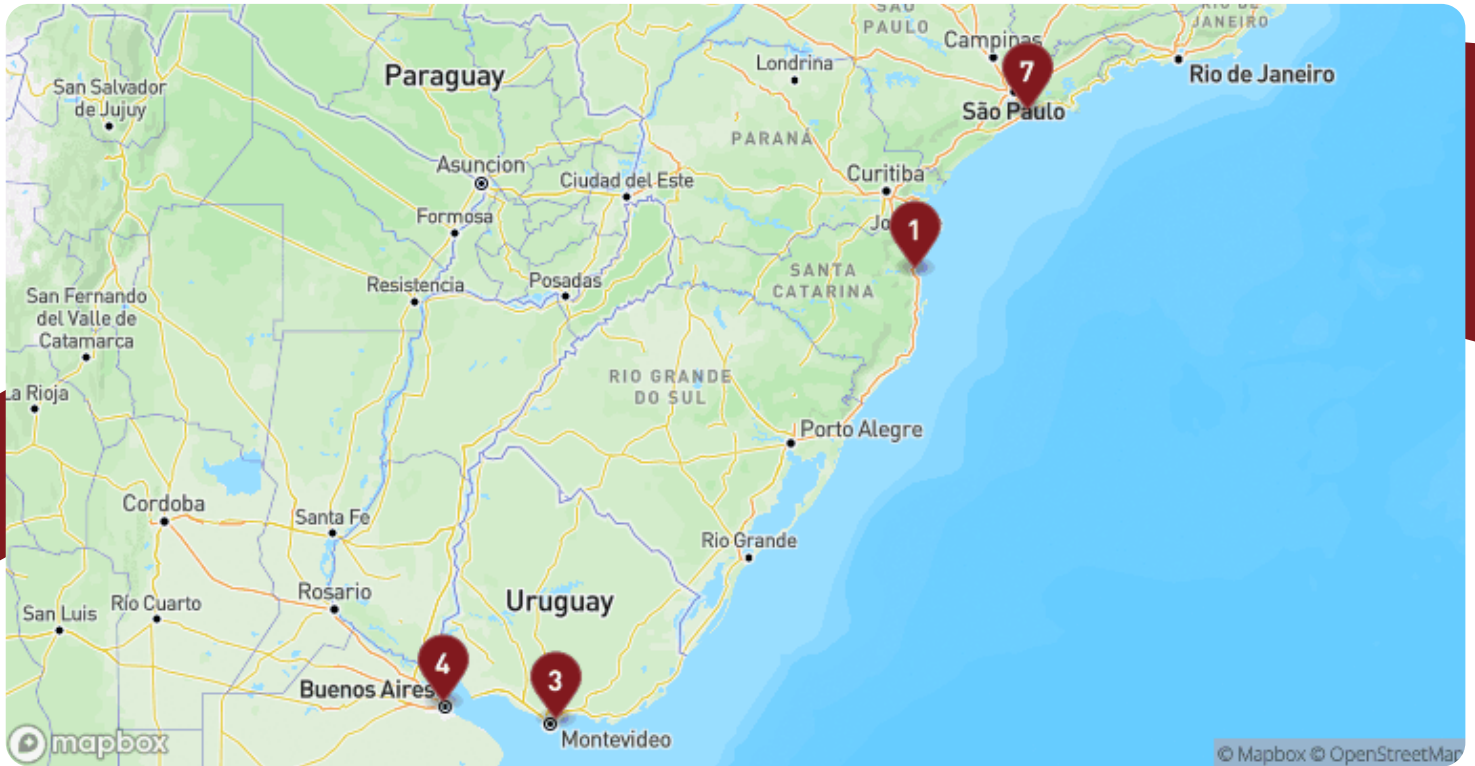 SÃO
PAULO
RIO DE
JANEIRO
Campinas
Londrina
7
Rio de Janeiro
São Paulo
Paraguay
San Salvador
de Jujuy
PARANÁ
Asuncion
Ciudad del Este
Curitiba
Formosa
Jo
1
Resistencia
Posadas
SANTA
CATARINA
San Fernando
del Valle de
Catamarca
La Rioja
RIO GRANDE
DO SUL
Porto Alegre
Cordoba
Santa Fe
Rio Grande
Rosario
Uruguay
San Luis
Río Cuarto
4
3
Buenos Aires
Montevideo
mapbox
© Mapbox © OpenStreetMap